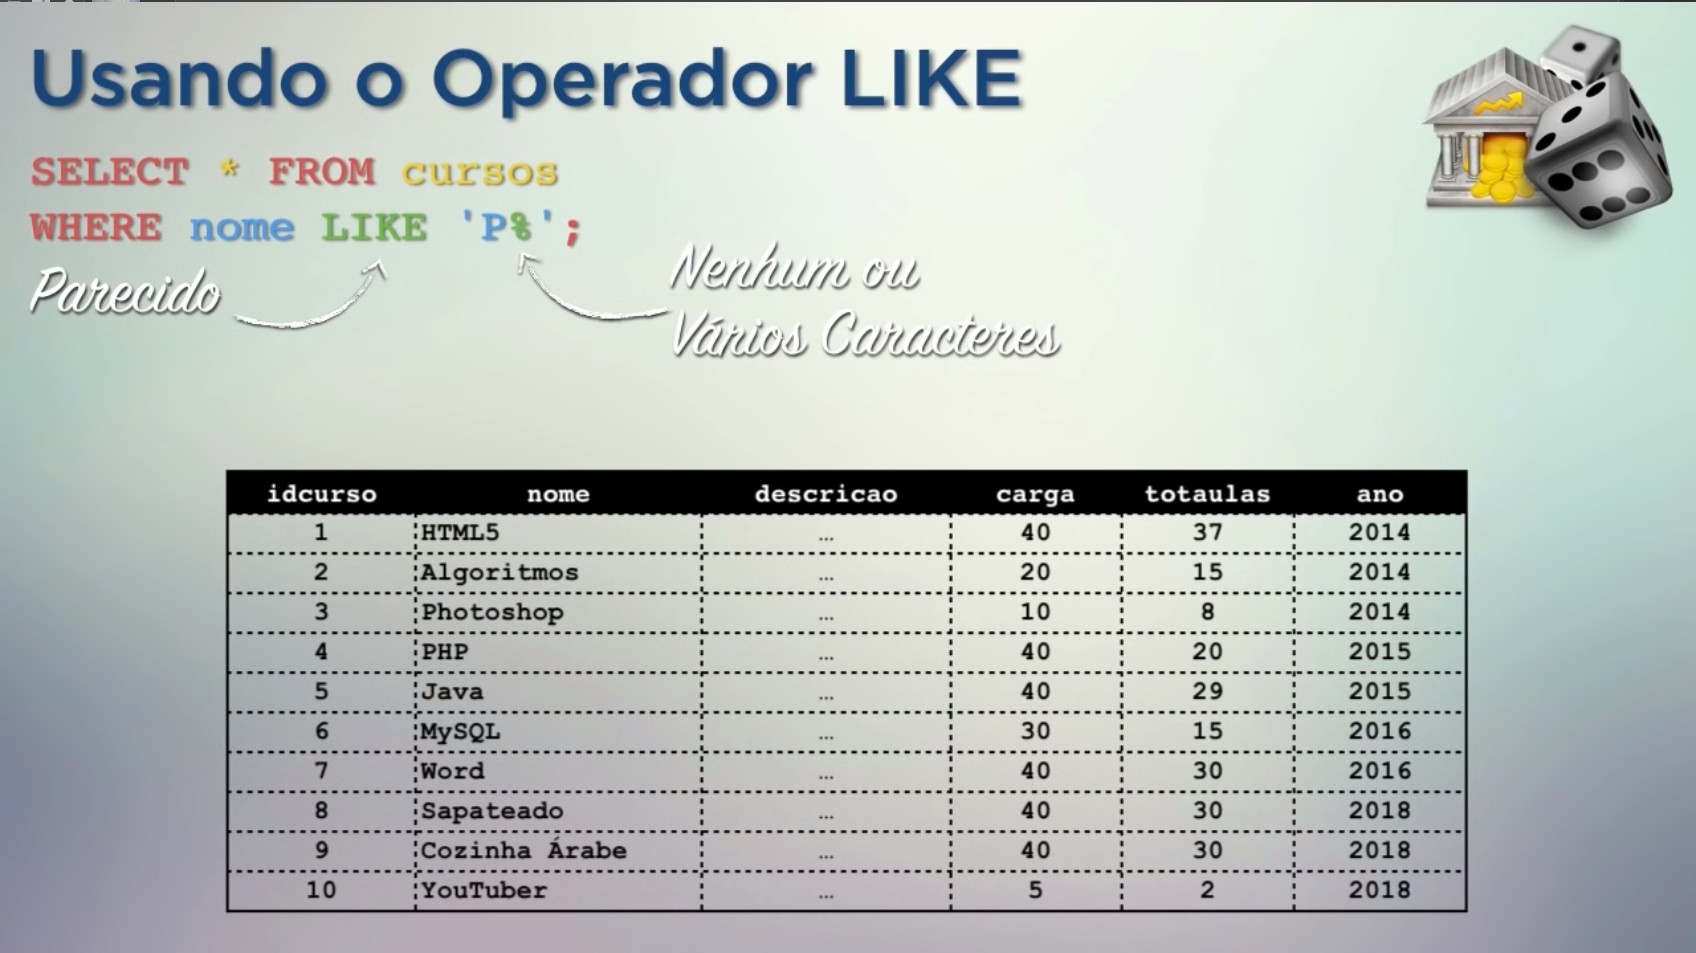 Usando o Operador LIKE
SELECT * FROM cursos
WHERE nome LIKE 'P%';
Parecido
Nenhum ou
Vários Caracteres
idcurso nome descricao carga totaulas ano
1 HTML5 ... 40 37 2014
2 Algoritmos ... 20 15 2014
3 Photoshop ... 10 8 2014
4 PHP ... 40 20 2015
5 Java ... 40 29 2015
6 MySQL ... 30 15 2016
7 Word ... 40 30 2016
8 Sapateado ... 40 30 2018
9 Cozinha Árabe ... 40 30 2018
10 YouTuber ... 5 2 2018